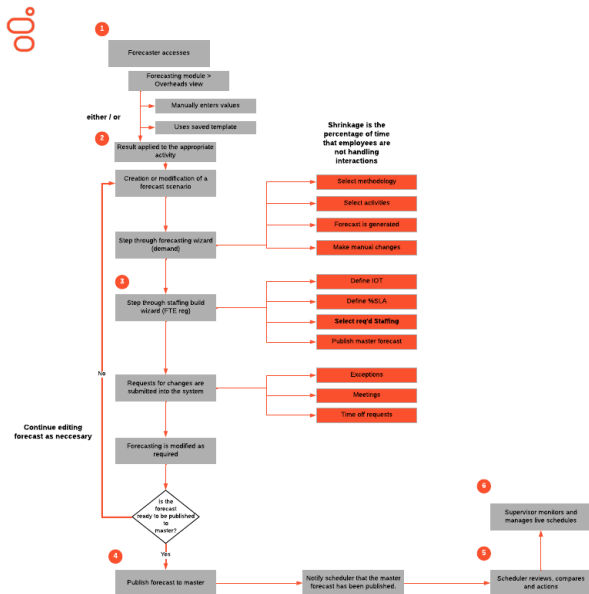 1
Forecaster accesses
Forecasting module >
Overheads view
either / or
Manually enters values
Uses saved template
2
Result applied to the appropriate
activity
Shrinkage is the
percentage of time
that employees are
not handling
interactions
Creation or modification of a
forecast scenario
Select methodology
Select activities
Forecast is generated
Make manual changes
Step through forecasting wizard
(demand)
3
Step through staffing build
wizard (FTE reg)
Define IOT
Define %SLA
Select req'd Staffing
Publish master forecast
No
Requests for changes are
submitted into the system
Exceptions
Meetings
Time off requests
Continue editing
forecast as neccesary
Forecasting is modified as
required
Is the
forecast
ready to be published
to
master?
Yes
4
Publish forecast to master
Notify scheduler that the master
forecast has been published.
5
Scheduler reviews, compares
and actions
6
Supervisor monitors and
manages live schedules